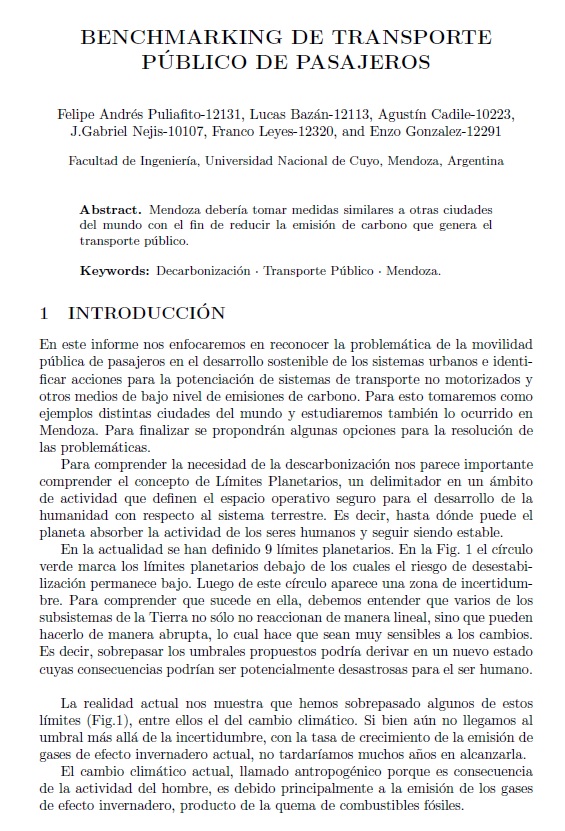 BENCHMARKING DE TRANSPORTE
PÚBLICO DE PASAJEROS
Felipe Andrés Puliafito-12131, Lucas Bazán-12113, Agustín Cadile-10223,
J.Gabriel Nejis-10107, Franco Leyes-12320, and Enzo Gonzalez-12291
Facultad de Ingeniería, Universidad Nacional de Cuyo, Mendoza, Argentina
Abstract. Mendoza debería tomar medidas similares a otras ciudades
del mundo con el fin de reducir la emisión de carbono que genera el
transporte público.
Keywords: Decarbonización · Transporte Público · Mendoza.
1 INTRODUCCIÓN
En este informe nos enfocaremos en reconocer la problemática de la movilidad
pública de pasajeros en el desarrollo sostenible de los sistemas urbanos e identi-
ficar acciones para la potenciación de sistemas de transporte no motorizados y
otros medios de bajo nivel de emisiones de carbono. Para esto tomaremos como
ejemplos distintas ciudades del mundo y estudiaremos también lo ocurrido en
Mendoza. Para finalizar se propondrán algunas opciones para la resolución de
las problemáticas.
Para comprender la necesidad de la descarbonización nos parece importante
comprender el concepto de Límites Planetarios, un delimitador en un ámbito
de actividad que definen el espacio operativo seguro para el desarrollo de la
humanidad con respecto al sistema terrestre. Es decir, hasta dónde puede el
planeta absorber la actividad de los seres humanos y seguir siendo estable.
En la actualidad se han definido 9 límites planetarios. En la Fig. 1 el círculo
verde marca los límites planetarios debajo de los cuales el riesgo de desestabi-
lización permanece bajo. Luego de este círculo aparece una zona de incertidum-
bre. Para comprender que sucede en ella, debemos entender que varios de los
subsistemas de la Tierra no sólo no reaccionan de manera lineal, sino que pueden
hacerlo de manera abrupta, lo cual hace que sean muy sensibles a los cambios.
Es decir, sobrepasar los umbrales propuestos podría derivar en un nuevo estado
cuyas consecuencias podrían ser potencialmente desastrosas para el ser humano.
La realidad actual nos muestra que hemos sobrepasado algunos de estos
límites (Fig.1), entre ellos el del cambio climático. Si bien aún no llegamos al
umbral más allá de la incertidumbre, con la tasa de crecimiento de la emisión de
gases de efecto invernadero actual, no tardaríamos muchos años en alcanzarla.
El cambio climático actual, llamado antropogénico porque es consecuencia
de la actividad del hombre, es debido principalmente a la emisión de los gases
de efecto invernadero, producto de la quema de combustibles fósiles.